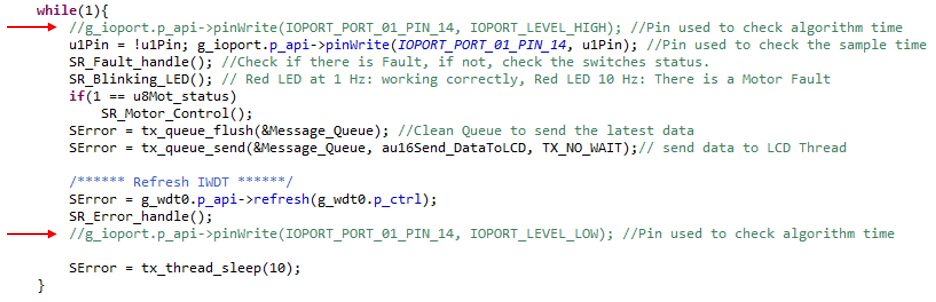 while(1){
//g_ioport.p_api->pinWrite(IOPORT_PORT_01_PIN_14, IOPORT_LEVEL_HIGH); //Pin used to check algorithm time
u1Pin = !u1Pin; g_ioport.p_api->pinWrite(IOPORT_PORT_01_PIN_14, u1Pin); //Pin used to check the sample time
SR_Fault_handle(); //Check if there is Fault, if not, check the switches status.
SR_Blinking_LED(); // Red LED at 1 Hz: working correctly, Red LED 10 Hz: There is a Motor Fault
if(1 == u8Mot_status)
SR_Motor_Control();
SError = tx_queue_flush(&Message_Queue); //Clean Queue to send the latest data
SError = tx_queue_send(&Message_Queue, au16Send_DataToLCD, TX_NO_WAIT);// send data to LCD Thread
/****** Refresh IWDT ******/
SError = g_wdt0.p_api->refresh(g_wdt0.p_ctrl);
SR_Error_handle();
//g_ioport.p_api->pinWrite(IOPORT_PORT_01_PIN_14, IOPORT_LEVEL_LOW); //Pin used to check algorithm time
SError = tx_thread_sleep(10);
}